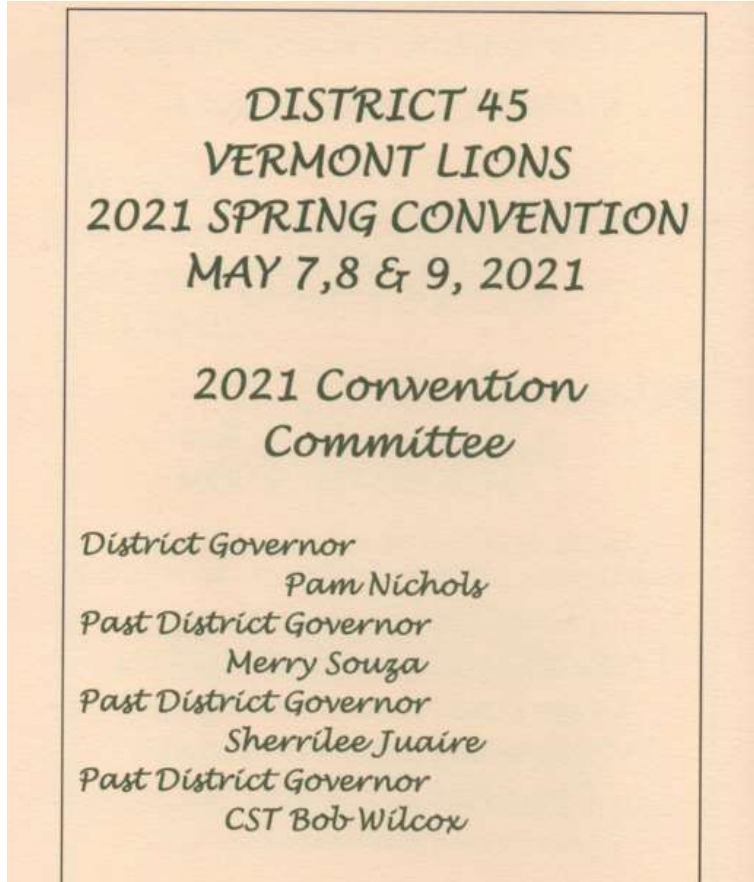 DISTRICT 45
VERMONT LIONS
2021 SPRING CONVENTION
MAY 7,8 & 9, 2021
2021 Convention
Committee
District Governor
Pam Nichols
Past District Governor
Merry Souza
Past District Governor
Sherrilee Juaire
Past District Governor
CST Bob Wilcox